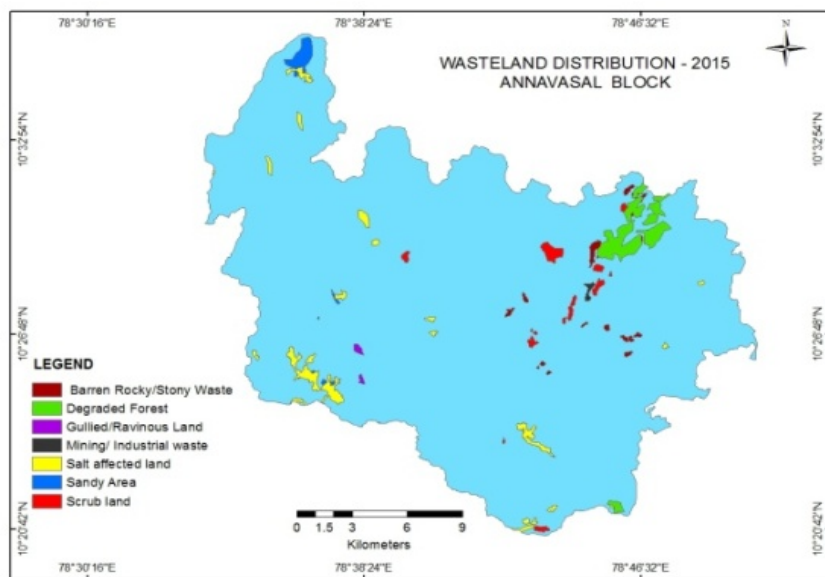 78°30'16"E 78°38'24"E 78°46'32"E
N
WASTELAND DISTRIBUTION - 2015
ANNAVASAL BLOCK
10°32'54"N 10°32'54"N
10°26'48"N 10°26'48"N
LEGEND
Barren Rocky/Stony Waste
Degraded Forest
Gullied/Ravinous Land
Mining/ Industrial waste
Salt affected land
Sandy Area
Scrub land
0 1.5 3 6 9
Kilometers
10°20'42"N 10°20'42"N
78°30'16"E 78°38'24"E 78°46'32"E